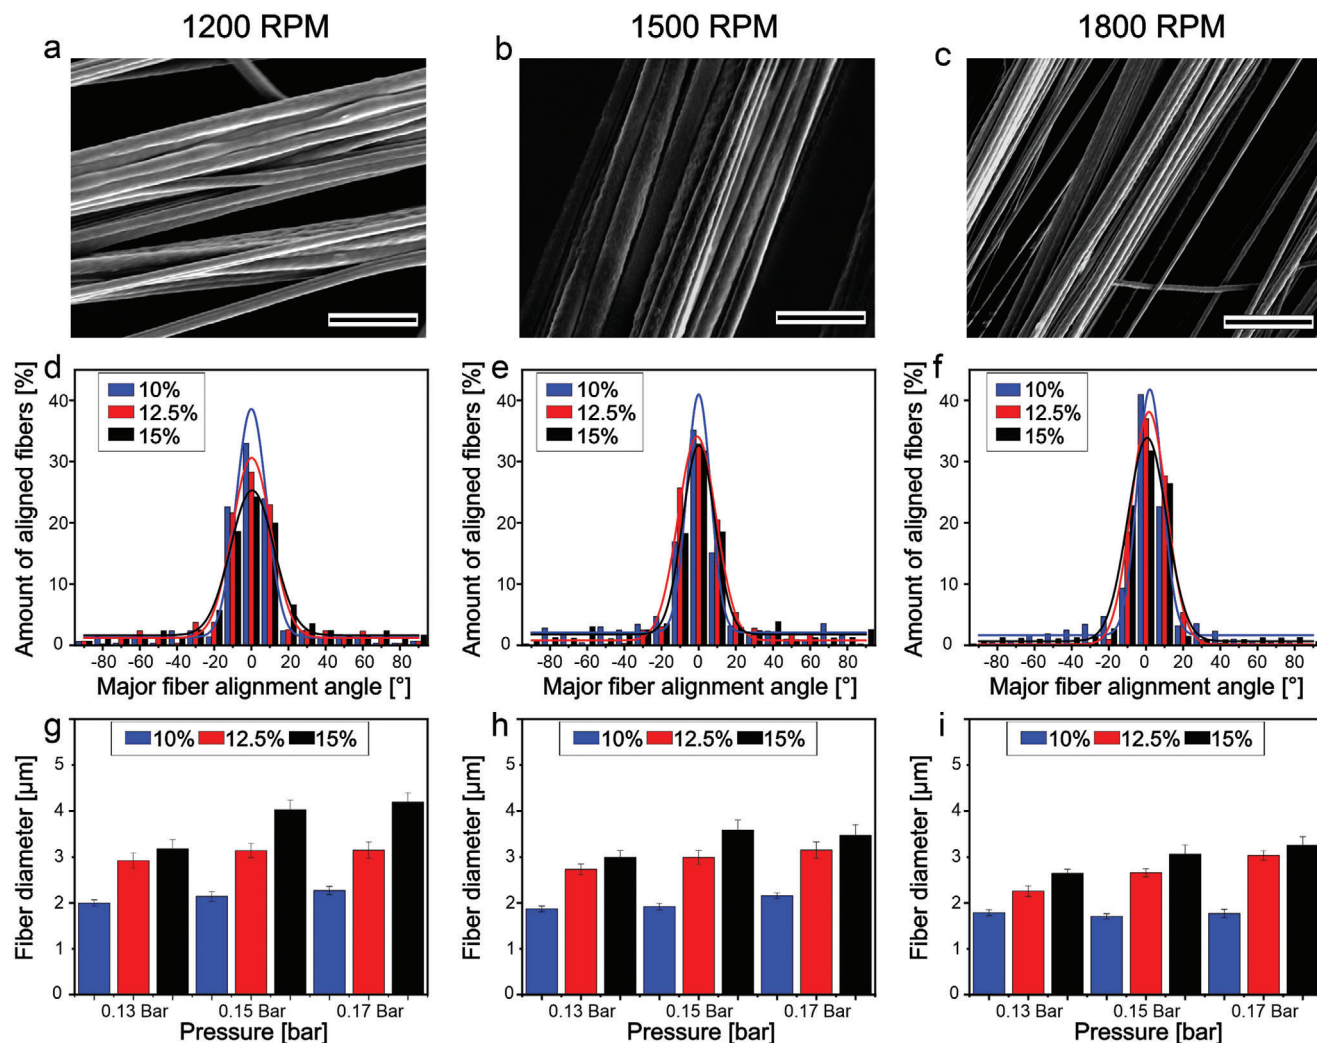 1200 RPM 1500 RPM 1800 RPM
a b c
d e f
Amount of aligned fibers [%]
40
30
20
10
0
10%
12.5%
15%
-80 -60 -40 -20 0 20 40 60 80
Major fiber alignment angle [°]
Amount of aligned fibers [%]
40
30
20
10
0
10%
12.5%
15%
-80 -60 -40 -20 0 20 40 60 80
Major fiber alignment angle [°]
Amount of aligned fibers [%]
40
30
20
10
0
10%
12.5%
15%
-80 -60 -40 -20 0 20 40 60 80
Major fiber alignment angle [°]
g h i
Fiber diameter [µm]
5
4
3
2
1
0
10% 12.5% 15%
0.13 Bar 0.15 Bar 0.17 Bar
Pressure [bar]
Fiber diameter [µm]
5
4
3
2
1
0
10% 12.5% 15%
0.13 Bar 0.15 Bar 0.17 Bar
Pressure [bar]
Fiber diameter [µm]
5
4
3
2
1
0
10% 12.5% 15%
0.13 Bar 0.15 Bar 0.17 Bar
Pressure [bar]